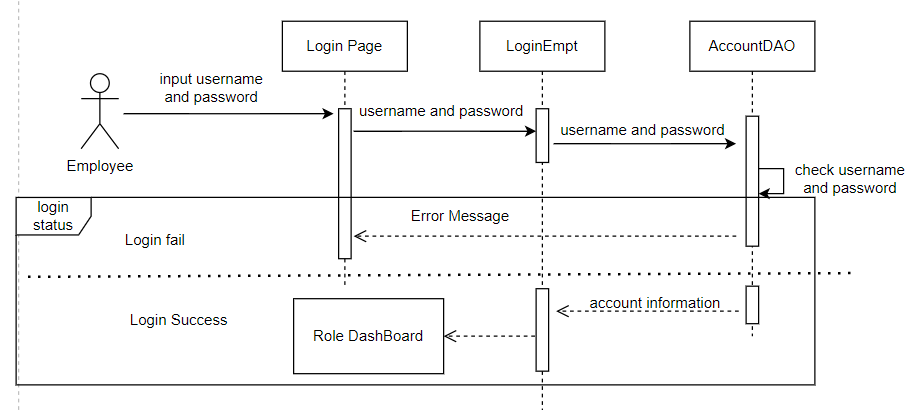 Login Page
LoginEmpt
AccountDAO
input username
and password
username and password
username and password
Employee
check username
and password
login
status
Error Message
Login fail
account information
Login Success
Role DashBoard